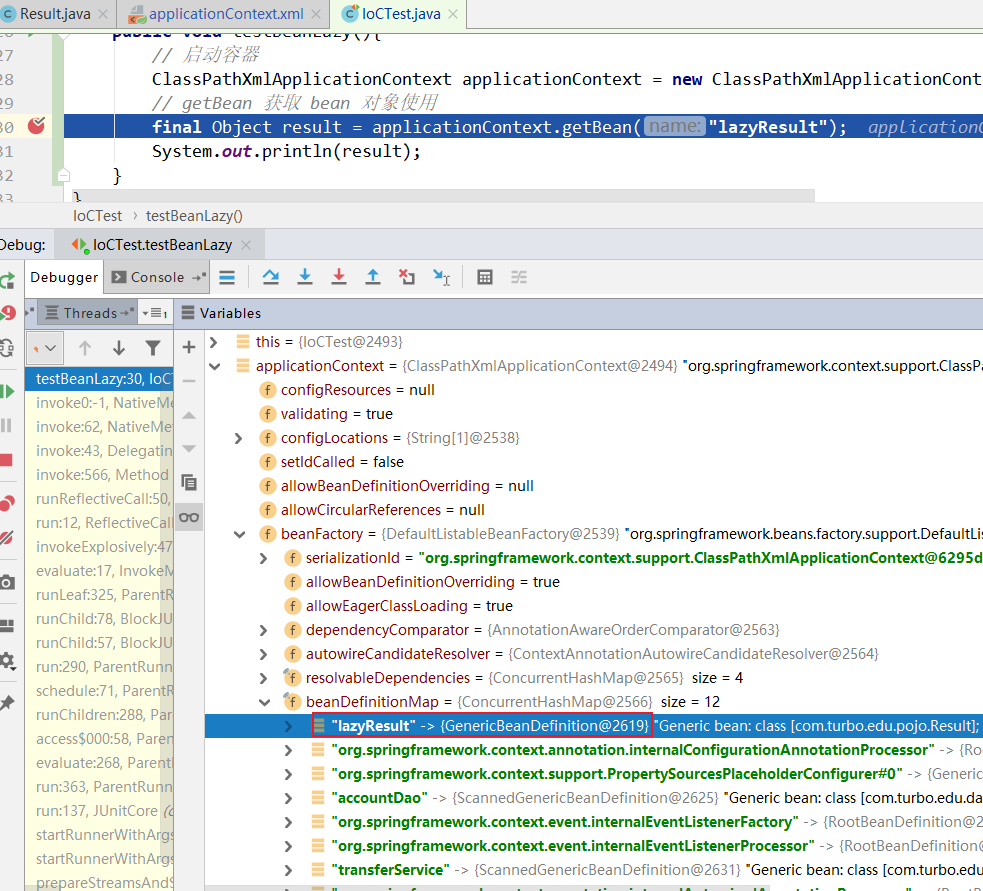 Result.java applicationContext.xml IoCTest.java
public void testBeanLazy(){
27 // 启动容器
28 ClassPathXmlApplicationContext applicationContext = new ClassPathXmlApplicationCont
29 // getBean 获取 bean 对象使用
30 final Object result = applicationContext.getBean( name: "lazyResult"); applicationC
31 System.out.println(result);
32 }
33 }
IoCTest › testBeanLazy()
Debug: IoCTest.testBeanLazy
Debugger Console
Threads Variables
this = {IoCTest@2493}
applicationContext = {ClassPathXmlApplicationContext@2494} "org.springframework.context.support.ClassPa
testBeanLazy:30, IoCT
configResources = null
invoke0:-1, NativeMe
validating = true
invoke:62, NativeMet
configLocations = {String[1]@2538}
invoke:43, Delegatin
setIdCalled = false
invoke:566, Method
allowBeanDefinitionOverriding = null
runReflectiveCall:50,
allowCircularReferences = null
run:12, ReflectiveCall
beanFactory = {DefaultListableBeanFactory@2539} "org.springframework.beans.factory.support.DefaultLis
invokeExplosively:47
serializationId = "org.springframework.context.support.ClassPathXmlApplicationContext@6295d
evaluate:17, InvokeM
allowBeanDefinitionOverriding = true
runLeaf:325, ParentR
allowEagerClassLoading = true
runChild:78, BlockJU
dependencyComparator = {AnnotationAwareOrderComparator@2563}
runChild:57, BlockJU
autowireCandidateResolver = {ContextAnnotationAutowireCandidateResolver@2564}
run:290, ParentRunn
resolvableDependencies = {ConcurrentHashMap@2565} size = 4
schedule:71, ParentR
beanDefinitionMap = {ConcurrentHashMap@2566} size = 12
runChildren:288, Par
"lazyResult" -> {GenericBeanDefinition@2619} "Generic bean: class [com.turbo.edu.pojo.Result];
access$000:58, Paren
"org.springframework.context.annotation.internalConfigurationAnnotationProcessor" -> {Ro
evaluate:268, ParentR
"org.springframework.context.support.PropertySourcesPlaceholderConfigurer#0" -> {Generic
run:363, ParentRunn
"accountDao" -> {ScannedGenericBeanDefinition@2625} "Generic bean: class [com.turbo.edu.da
run:137, JUnitCore (o
"org.springframework.context.event.internalEventListenerFactory" -> {RootBeanDefinition@2
startRunnerWithArgs
"org.springframework.context.event.internalEventListenerProcessor" -> {RootBeanDefinition@
startRunnerWithArgs
"transferService" -> {ScannedGenericBeanDefinition@2631} "Generic bean: class [com.turbo.ed
prepareStreamsAndS